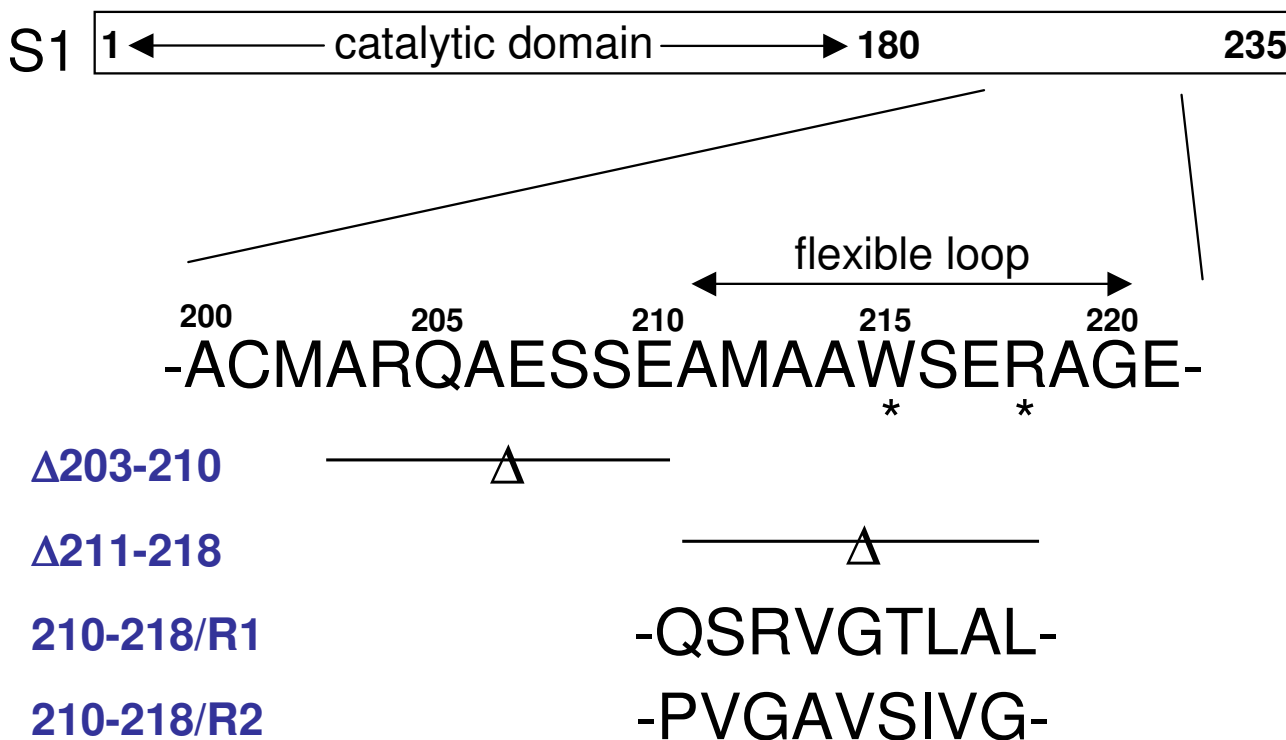 S1 1 catalytic domain 180 235
flexible loop
200 205 210 215 220
-ACMARQAESSEAMAAWSERAGE-
* *
Δ203-210 Δ
Δ211-218 Δ
210-218/R1 -QSRVGTLAL-
210-218/R2 -PVGAVSIVG-